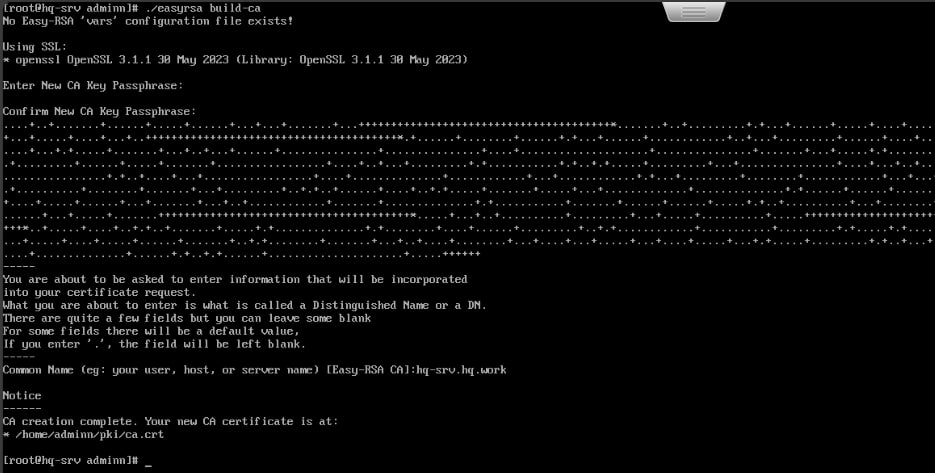 [root@hq-srv adminn]# ./easyrsa build-ca
No Easy-RSA 'vars' configuration file exists!
Using SSL:
* openssl OpenSSL 3.1.1 30 May 2023 (Library: OpenSSL 3.1.1 30 May 2023)
Enter New CA Key Passphrase:
Confirm New CA Key Passphrase:
-----
You are about to be asked to enter information that will be incorporated
into your certificate request.
What you are about to enter is what is called a Distinguished Name or a DN.
There are quite a few fields but you can leave some blank
For some fields there will be a default value,
If you enter '.', the field will be left blank.
-----
Common Name (eg: your user, host, or server name) [Easy-RSA CA]:hq-srv.hq.work
Notice
------
CA creation complete. Your new CA certificate is at:
* /home/adminn/pki/ca.crt
[root@hq-srv adminn]# _